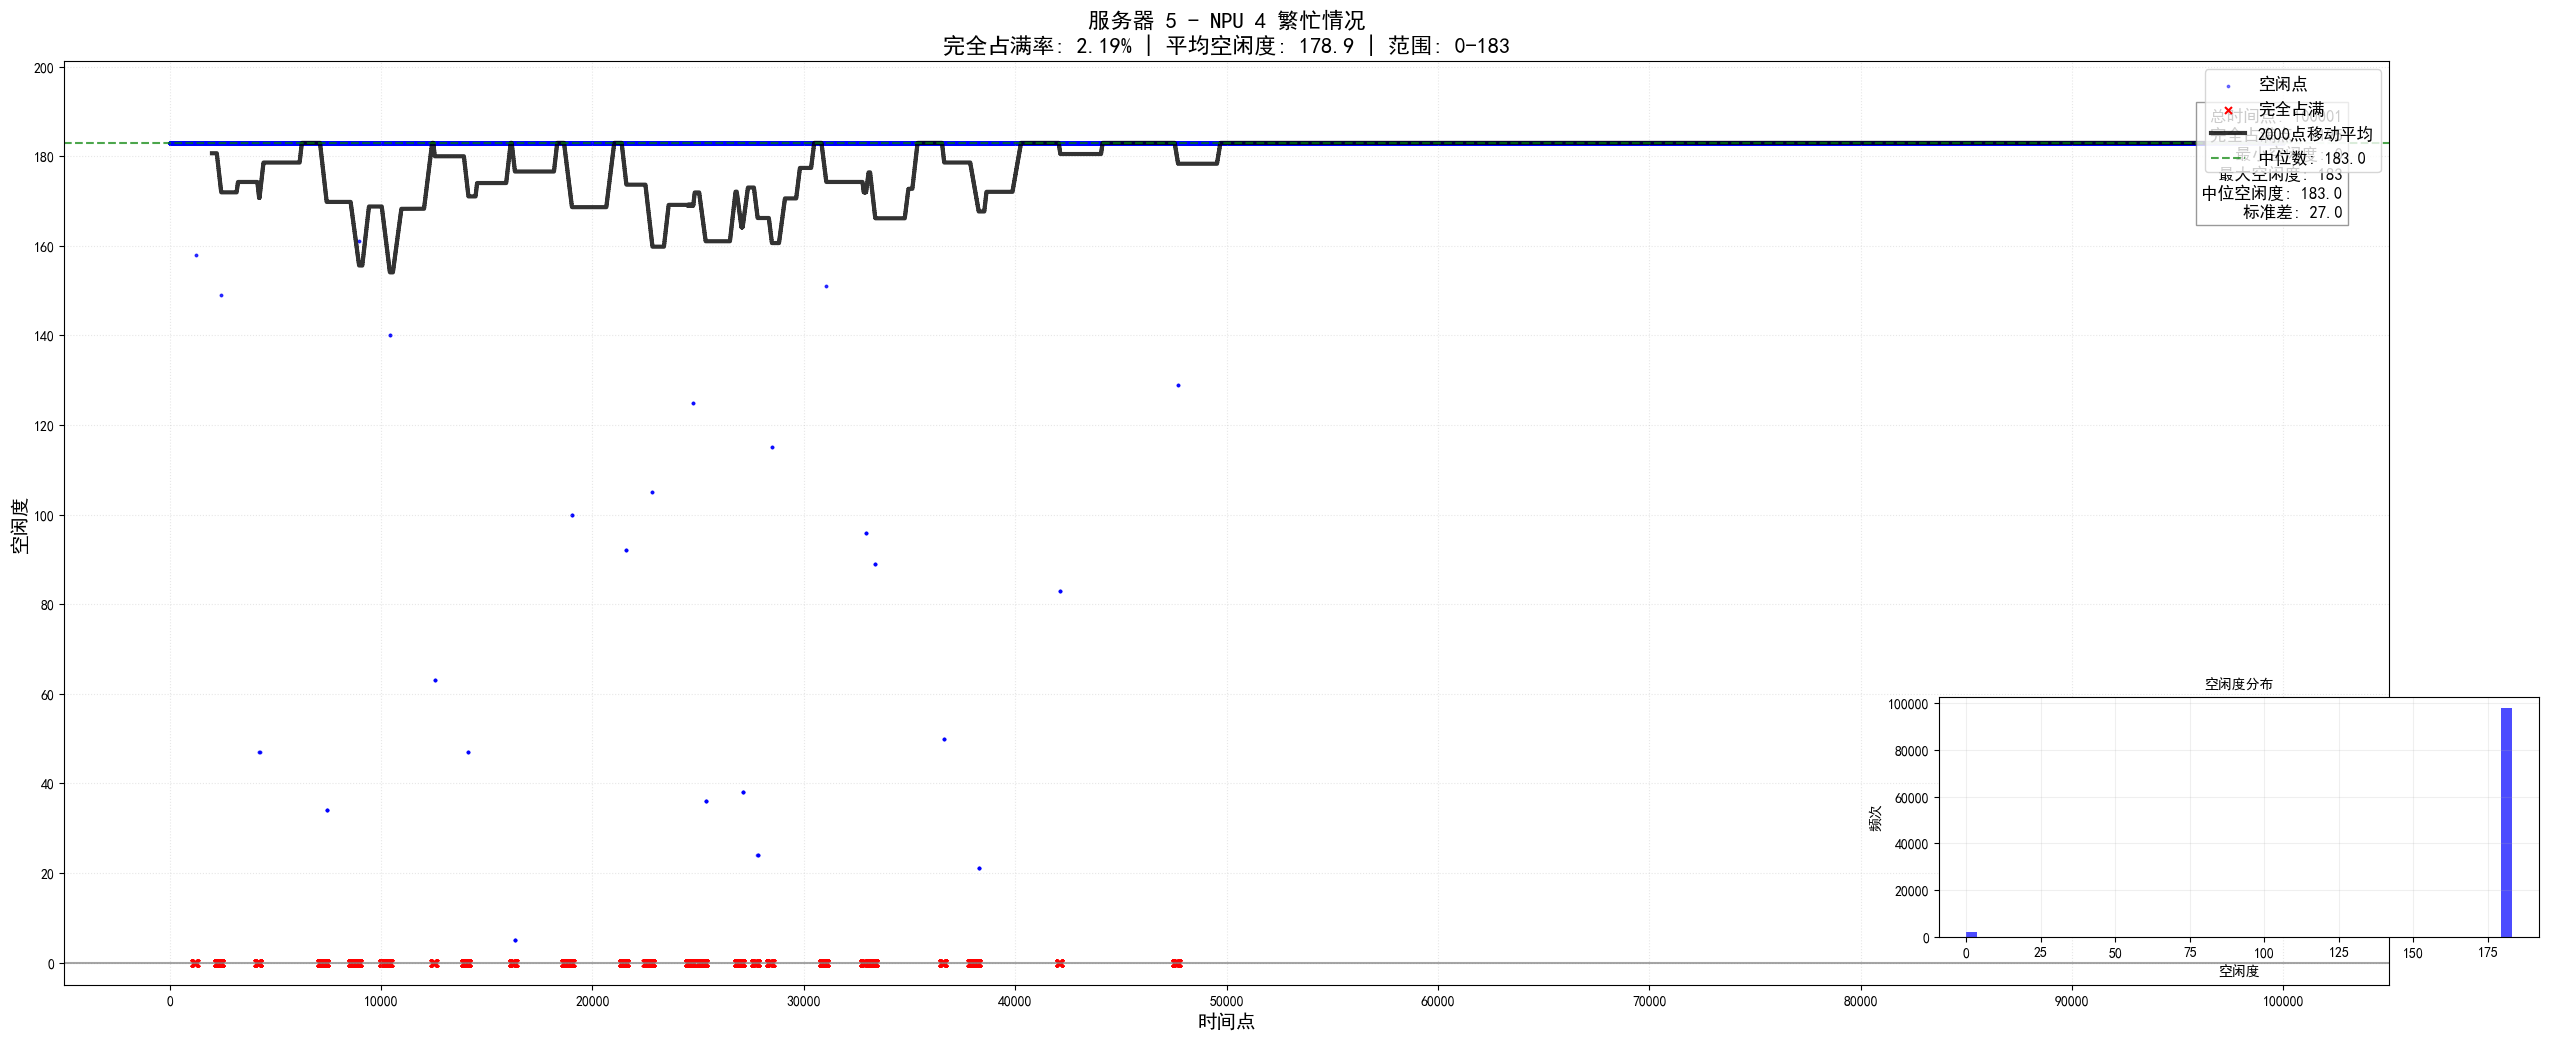 服务器 5 - NPU 4 繁忙情况
完全占满率: 2.19% | 平均空闲度: 178.9 | 范围: 0-183
空闲点
完全占满
2000点移动平均
中位数: 183.0
总时间点: 100001
最大空闲度: 183
中位空闲度: 183.0
标准差: 27.0
空闲度
200
180
160
140
120
100
80
60
40
20
0
0 10000 20000 30000 40000 50000 60000 70000 80000 90000 100000
时间点
空闲度分布
频次
100000
80000
60000
40000
20000
0
0 25 50 75 100 125 150 175
空闲度